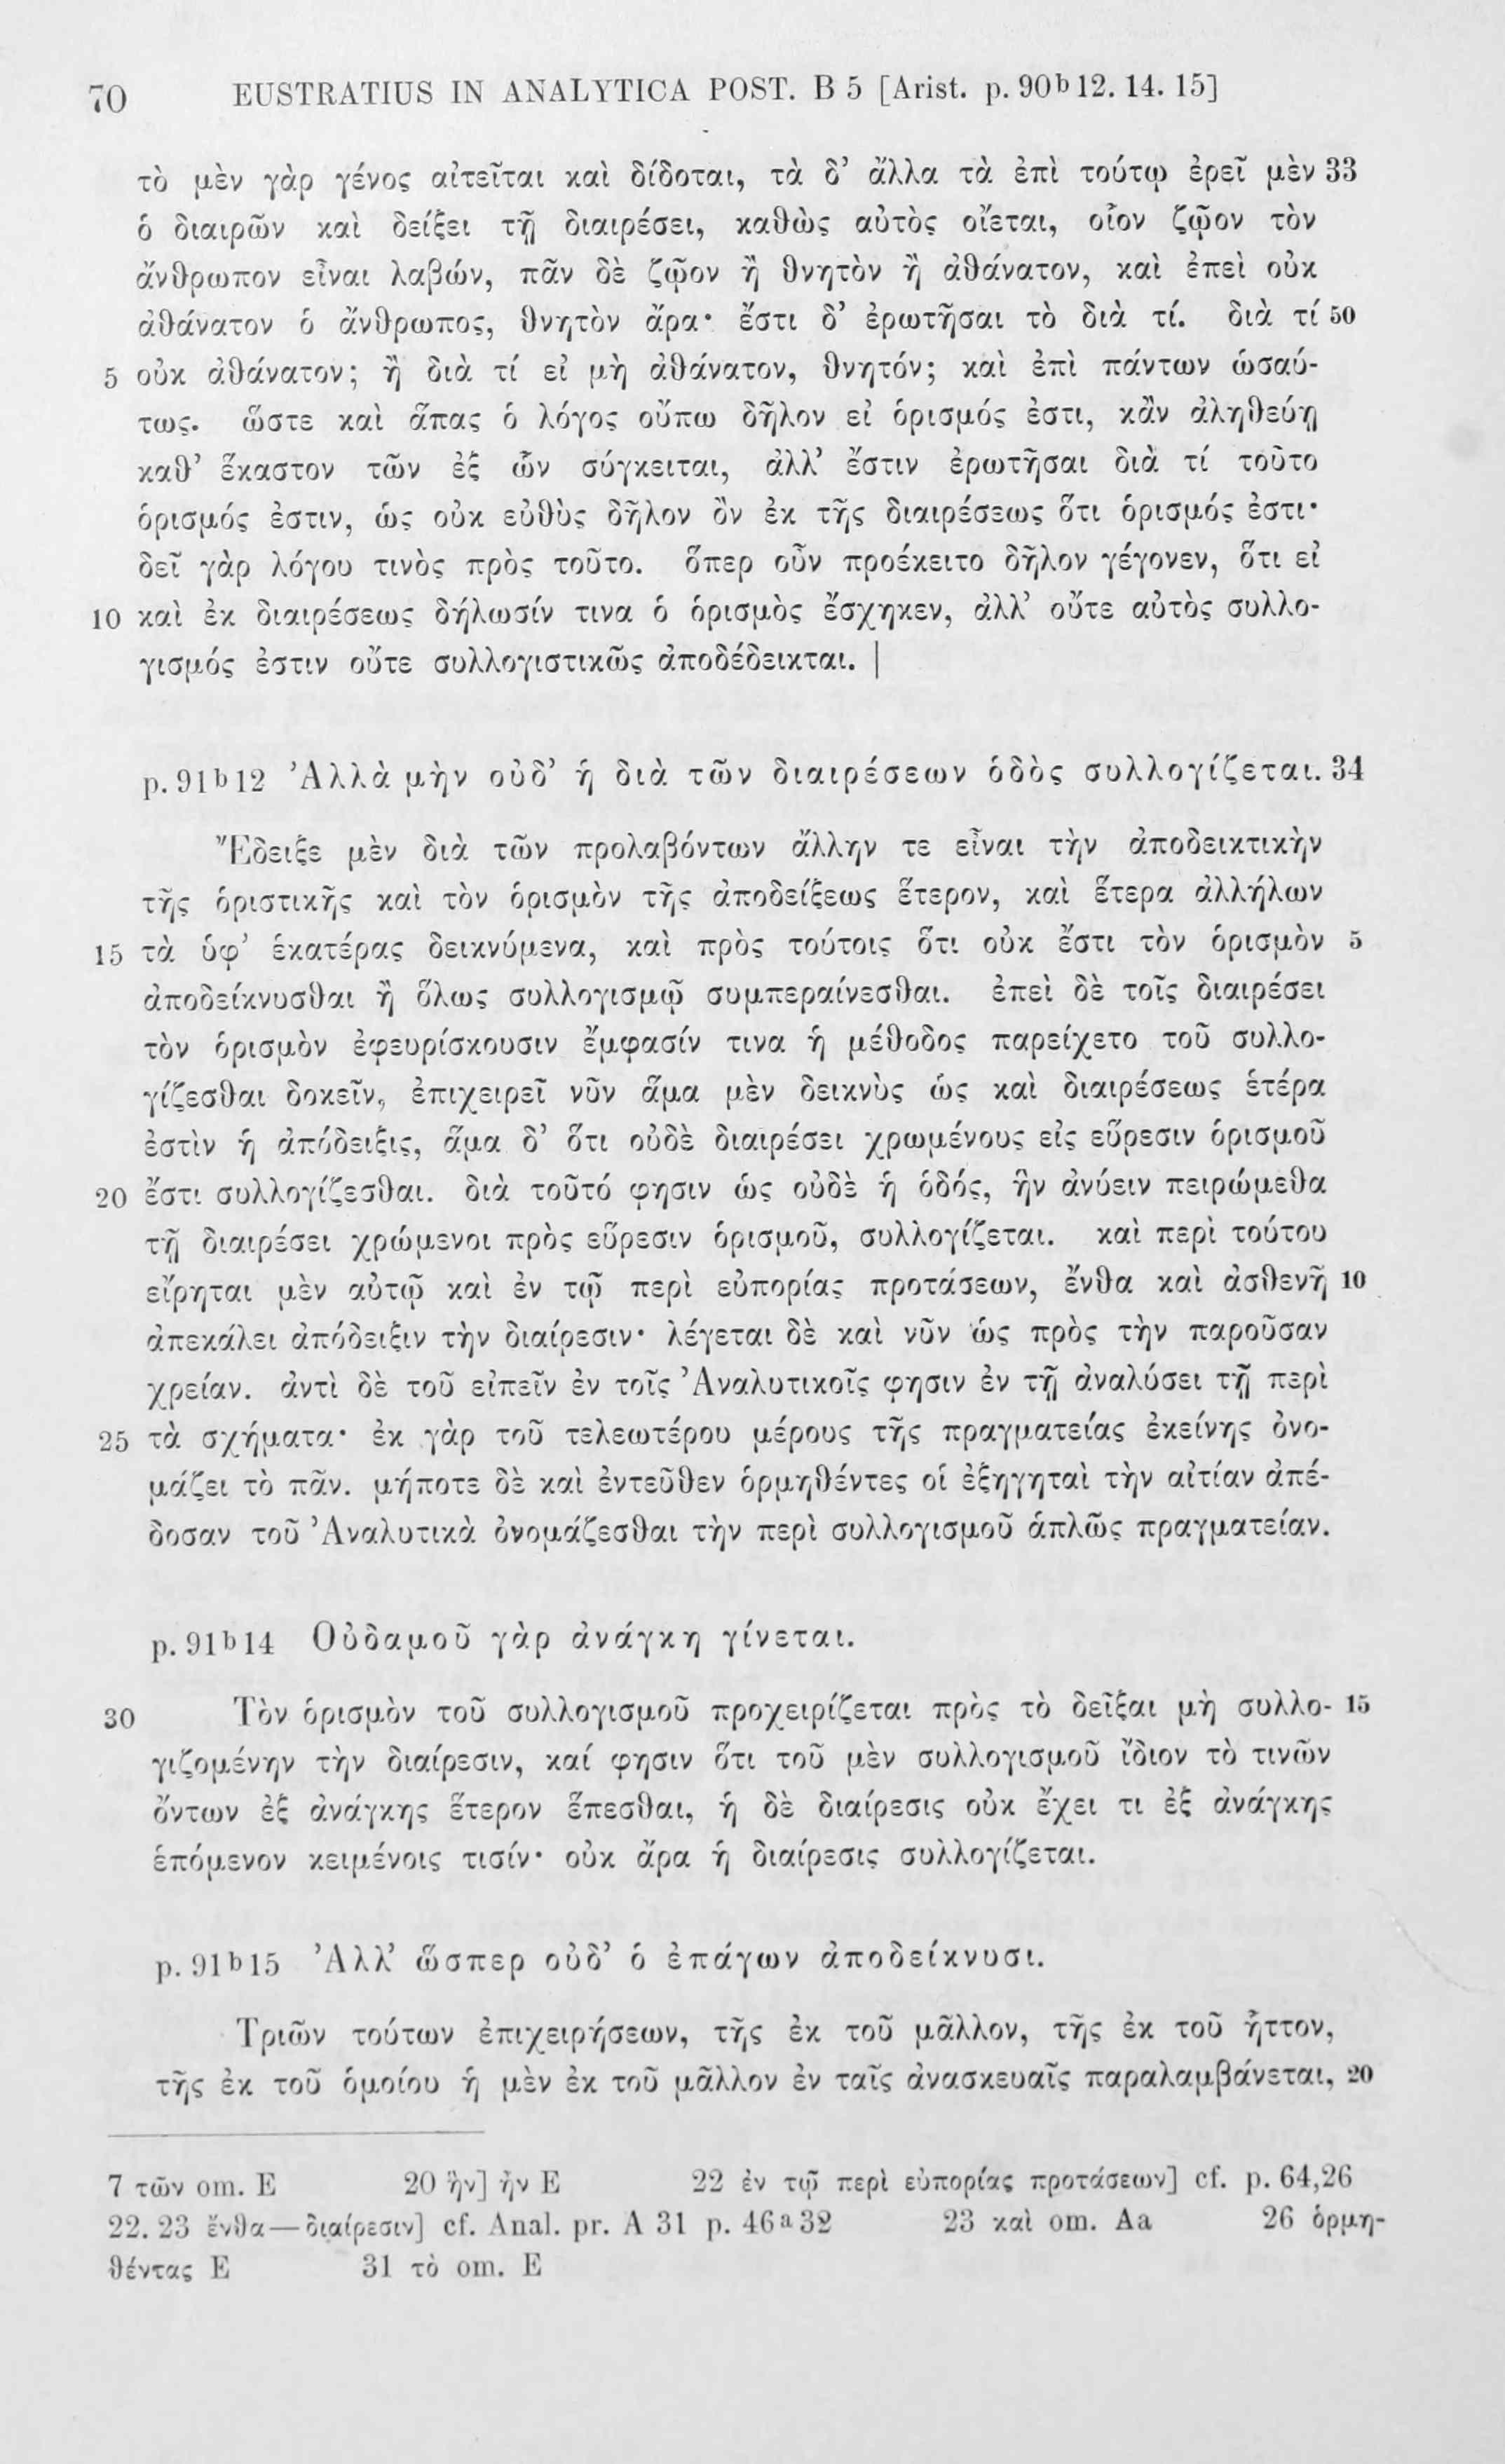 70 EUSTRATIUS IN ANALYTICA POST. B 5 [Arist. p. 90b12. 14. 15]
τὸ μὲν γὰρ γένος αἰτεῖται καὶ δίδοται, τὰ δ’ ἄλλα τὰ ἐπὶ τούτῳ ἐρεῖ μὲν 33
ὁ διαιρῶν καὶ δείξει τῇ διαιρέσει, καθὼς αὐτὸς οἴεται, οἷον ζῷον τὸν
ἄνθρωπον εἶναι λαβών, πᾶν δὲ ζῷον ἢ θνητὸν ἢ ἀθάνατον, καὶ ἐπεὶ οὐκ
ἀθάνατον ὁ ἄνθρωπος, θνητὸν ἄρα· ἔστι δ’ ἐρωτῆσαι τὸ διὰ τί. διὰ τί 50
5 οὐκ ἀθάνατον; ἢ διὰ τί εἰ μὴ ἀθάνατον, θνητόν; καὶ ἐπὶ πάντων ὡσαύ-
τως. ὥστε καὶ ἅπας ὁ λόγος οὔπω δῆλον εἰ ὁρισμός ἐστι, κἂν ἀληθεύῃ
καθ’ ἕκαστον τῶν ἐξ ὧν σύγκειται, ἀλλ’ ἔστιν ἐρωτῆσαι διὰ τί τοῦτο
ὁρισμός ἐστιν, ὡς οὐκ εὐθὺς δῆλον ὂν ἐκ τῆς διαιρέσεως ὅτι ὁρισμός ἐστι·
δεῖ γὰρ λόγου τινὸς πρὸς τοῦτο. ὅπερ οὖν προέκειτο δῆλον γέγονεν, ὅτι εἰ
10 καὶ ἐκ διαιρέσεως δήλωσίν τινα ὁ ὁρισμὸς ἔσχηκεν, ἀλλ’ οὔτε αὐτὸς συλλο-
γισμός ἐστιν οὔτε συλλογιστικῶς ἀποδέδεικται. |
p. 91b12 Ἀλλὰ μὴν οὐδ’ ἡ διὰ τῶν διαιρέσεων ὁδὸς συλλογίζεται. 34
Ἔδειξε μὲν διὰ τῶν προλαβόντων ἄλλην τε εἶναι τὴν ἀποδεικτικὴν
τῆς ὁριστικῆς καὶ τὸν ὁρισμὸν τῆς ἀποδείξεως ἕτερον, καὶ ἕτερα ἀλλήλων
15 τὰ ὑφ’ ἑκατέρας δεικνύμενα, καὶ πρὸς τούτοις ὅτι οὐκ ἔστι τὸν ὁρισμὸν 5
ἀποδείκνυσθαι ἢ ὅλως συλλογισμῷ συμπεραίνεσθαι. ἐπεὶ δὲ τοῖς διαιρέσει
τὸν ὁρισμὸν ἐφευρίσκουσιν ἔμφασίν τινα ἡ μέθοδος παρείχετο τοῦ συλλο-
γίζεσθαι δοκεῖν, ἐπιχειρεῖ νῦν ἅμα μὲν δεικνὺς ὡς καὶ διαιρέσεως ἑτέρα
ἐστὶν ἡ ἀπόδειξις, ἅμα δ’ ὅτι οὐδὲ διαιρέσει χρωμένους εἰς εὕρεσιν ὁρισμοῦ
20 ἔστι συλλογίζεσθαι. διὰ τοῦτό φησιν ὡς οὐδὲ ἡ ὁδός, ἣν ἀνύειν πειρώμεθα
τῇ διαιρέσει χρώμενοι πρὸς εὕρεσιν ὁρισμοῦ, συλλογίζεται. καὶ περὶ τούτου
εἴρηται μὲν αὐτῷ καὶ ἐν τῷ περὶ εὐπορίας προτάσεων, ἔνθα καὶ ἀσθενῆ 10
ἀπεκάλει ἀπόδειξιν τὴν διαίρεσιν· λέγεται δὲ καὶ νῦν ὡς πρὸς τὴν παροῦσαν
χρείαν. ἀντὶ δὲ τοῦ εἰπεῖν ἐν τοῖς Ἀναλυτικοῖς φησιν ἐν τῇ ἀναλύσει τῇ περὶ
25 τὰ σχήματα· ἐκ γὰρ τοῦ τελεωτέρου μέρους τῆς πραγματείας ἐκείνης ὀνο-
μάζει τὸ πᾶν. μήποτε δὲ καὶ ἐντεῦθεν ὁρμηθέντες οἱ ἐξηγηταὶ τὴν αἰτίαν ἀπέ-
δοσαν τοῦ Ἀναλυτικὰ ὀνομάζεσθαι τὴν περὶ συλλογισμοῦ ἁπλῶς πραγματείαν.
p. 91b14 Οὐδαμοῦ γὰρ ἀνάγκη γίνεται.
30 Τὸν ὁρισμὸν τοῦ συλλογισμοῦ προχειρίζεται πρὸς τὸ δεῖξαι μὴ συλλο- 15
γιζομένην τὴν διαίρεσιν, καί φησιν ὅτι τοῦ μὲν συλλογισμοῦ ἴδιον τὸ τινῶν
ὄντων ἐξ ἀνάγκης ἕτερον ἕπεσθαι, ἡ δὲ διαίρεσις οὐκ ἔχει τι ἐξ ἀνάγκης
ἑπόμενον κειμένοις τισίν· οὐκ ἄρα ἡ διαίρεσις συλλογίζεται.
p. 91b15 Ἀλλ’ ὥσπερ οὐδ’ ὁ ἐπάγων ἀποδείκνυσι.
Τριῶν τούτων ἐπιχειρήσεων, τῆς ἐκ τοῦ μᾶλλον, τῆς ἐκ τοῦ ἧττον,
τῆς ἐκ τοῦ ὁμοίου ἡ μὲν ἐκ τοῦ μᾶλλον ἐν ταῖς ἀνασκευαῖς παραλαμβάνεται, 20
7 τῶν om. E 20 ἣν] ἦν E 22 ἐν τῷ περὶ εὐπορίας προτάσεων] cf. p. 64,26
22. 23 ἔνθα—διαίρεσιν] cf. Anal. pr. A 31 p. 46a32 23 καὶ om. Aa 26 ὁρμη-
θέντας E 31 τὸ om. E